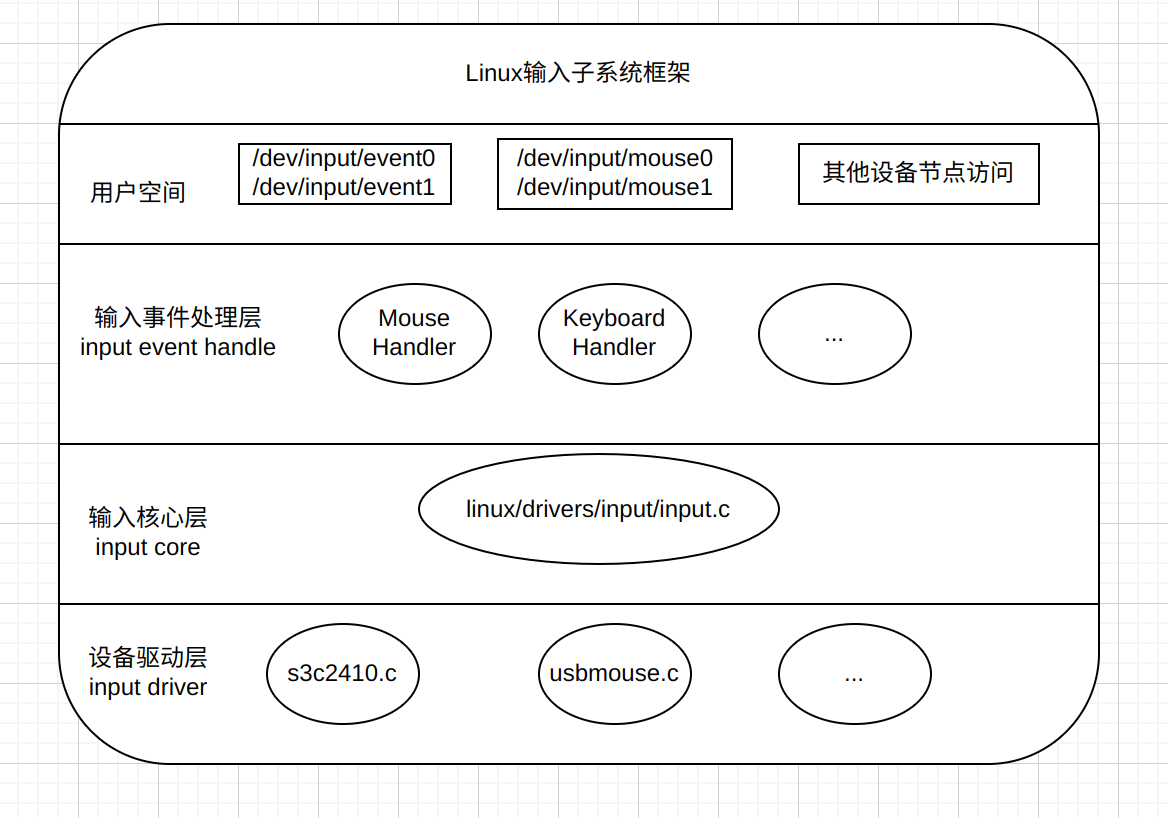 Linux输入子系统框架
用户空间
/dev/input/event0
/dev/input/event1
/dev/input/mouse0
/dev/input/mouse1
其他设备节点访问
输入事件处理层
input event handle
Mouse
Handler
Keyboard
Handler
...
输入核心层
input core
linux/drivers/input/input.c
设备驱动层
input driver
s3c2410.c
usbmouse.c
...